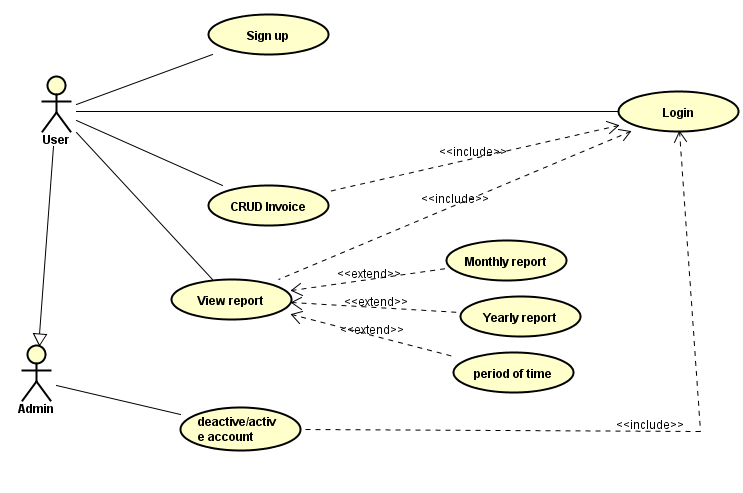 Sign up
User
Login
<<include>>
CRUD Invoice
<<include>>
Monthly report
<<extend>>
View report
<<extend>>
Yearly report
<<extend>>
period of time
Admin
deactive/activ
e account
<<include>>